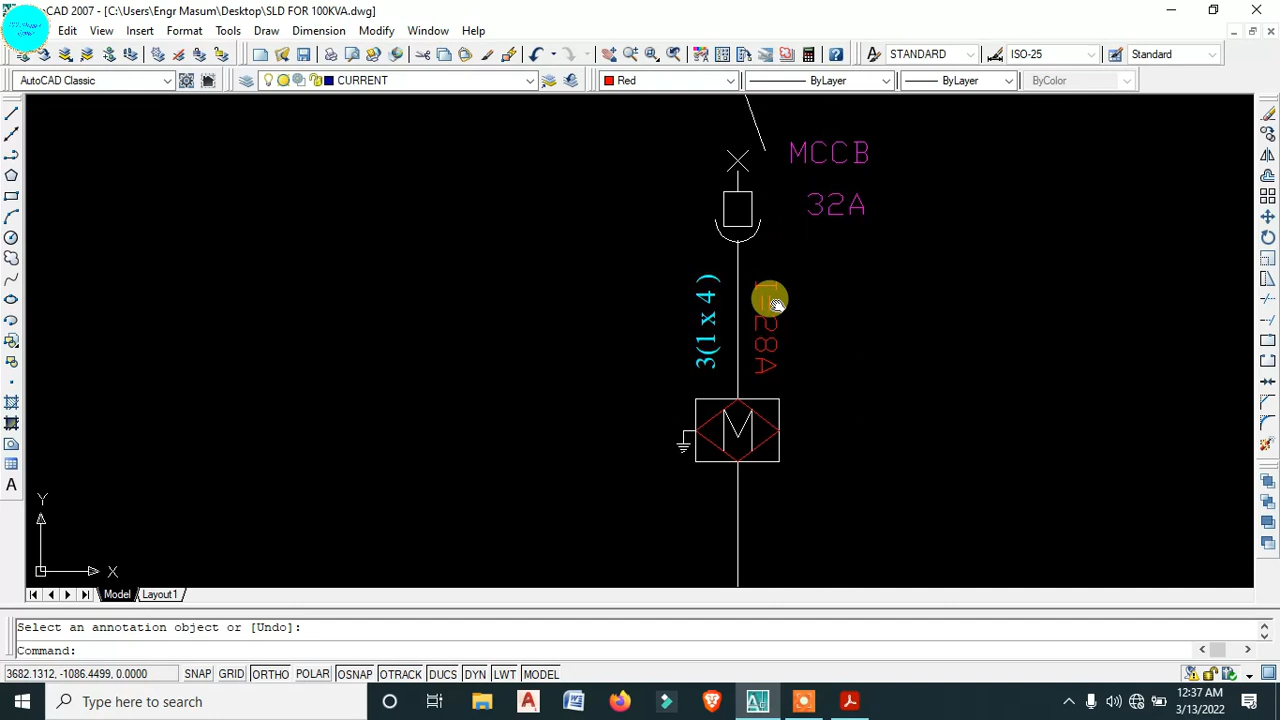 CAD 2007 - [C:\Users\Engr Masum\Desktop\SLD FOR 100KVA.dwg]
Edit View Insert Format Tools Draw Dimension Modify Window Help
STANDARD ISO-25 Standard
AutoCAD Classic CURRENT Red ByLayer ByLayer ByColor
MCCB
32A
3(1 x 4 )
I=28A
M
Y
X
A
Model Layout1
Select an annotation object or [Undo]:
Command:
3682.1312, -1086.4499, 0.0000 SNAP GRID ORTHO POLAR OSNAP OTRACK DUCS DYN LWT MODEL
Type here to search
12:37 AM
3/13/2022